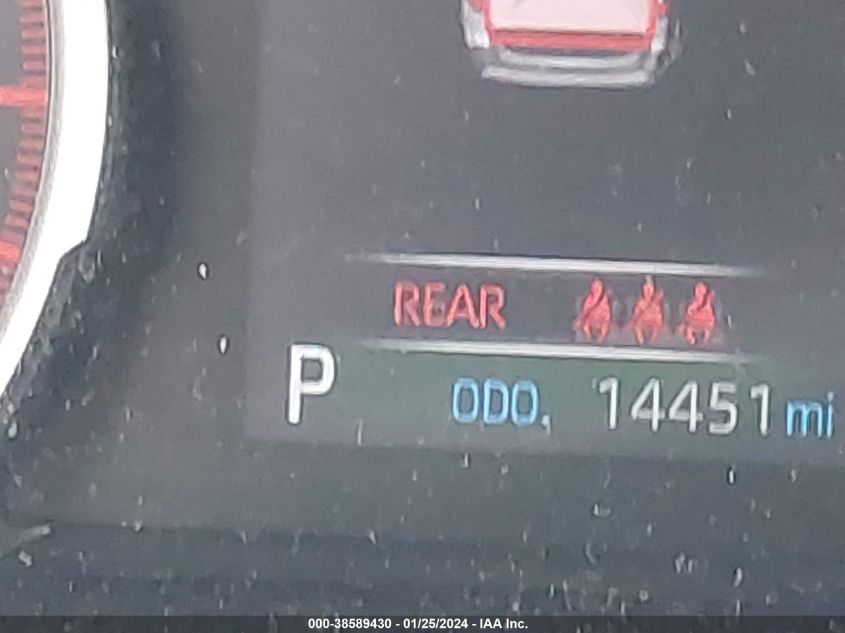 REAR
P ODO. 14451 mi
000-38589430 - 01/25/2024 - IAA Inc.